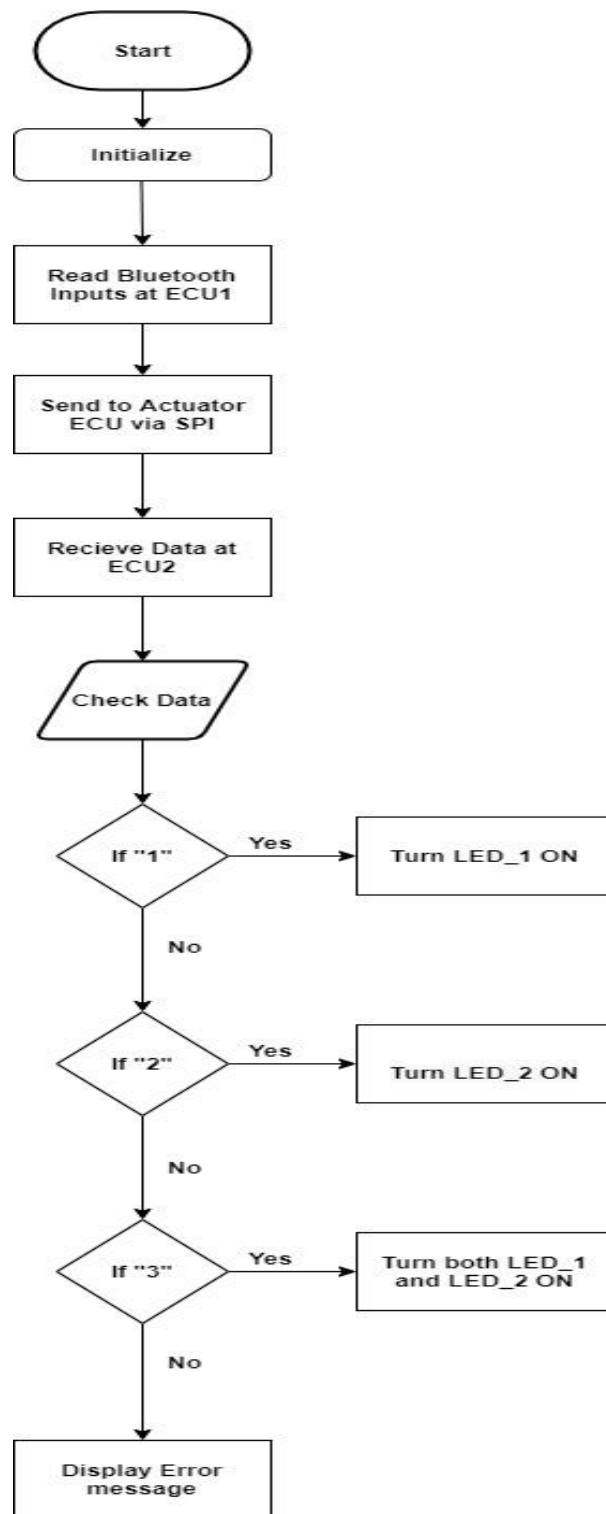 Start
Initialize
Read Bluetooth
Inputs at ECU1
Send to Actuator
ECU via SPI
Recieve Data at
ECU2
Check Data
If "1"
Yes
Turn LED_1 ON
No
If "2"
Yes
Turn LED_2 ON
No
If "3"
Yes
Turn both LED_1
and LED_2 ON
No
Display Error
message